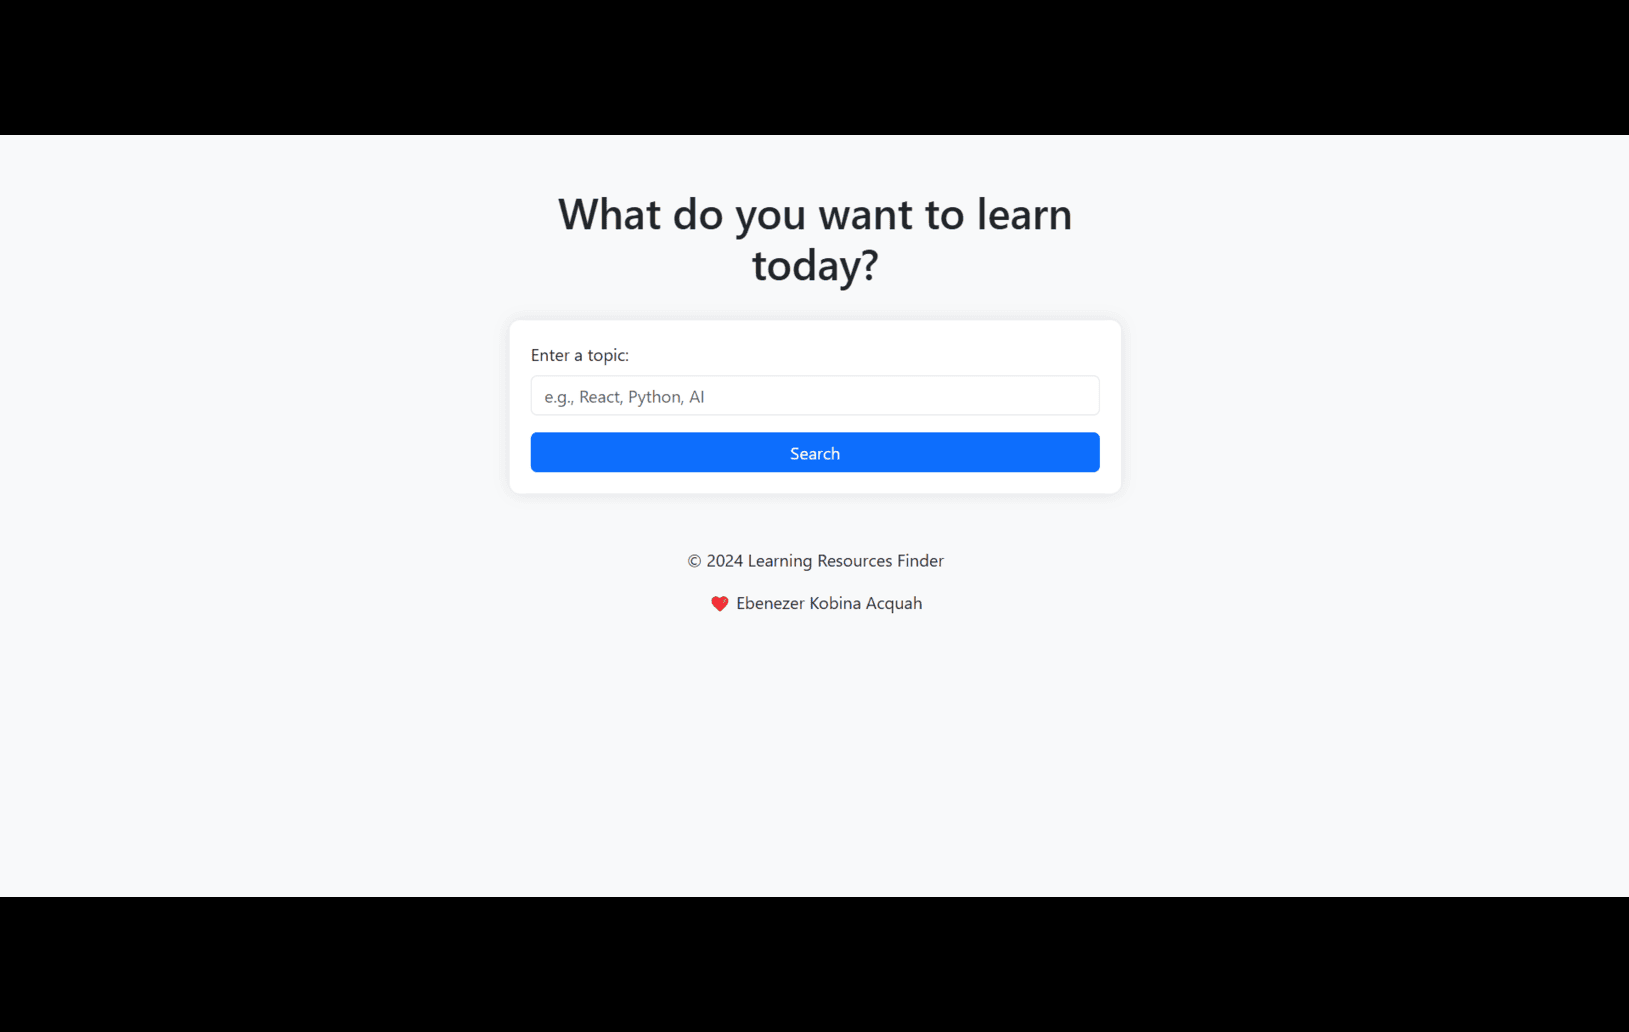 What do you want to learn
today?
Enter a topic:
e.g., React, Python, AI
Search
© 2024 Learning Resources Finder
❤️ Ebenezer Kobina Acquah